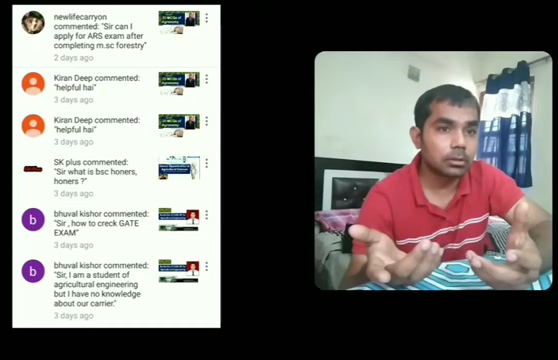 newlifecarryon
commented: "Sir can I
apply for ARS exam after
completing m.sc forestry"
2 days ago
Kiran Deep commented:
"helpful hai"
3 days ago
Kiran Deep commented:
"helpful hai"
3 days ago
SK plus commented:
"Sir what is bsc honers,
honers ?"
3 days ago
b
bhuval kishor commented:
"Sir , how to creck GATE
EXAM"
3 days ago
b
bhuval kishor commented:
"Sir, I am a student of
agricultural engineering
but I have no knowledge
about our carrier."
3 days ago